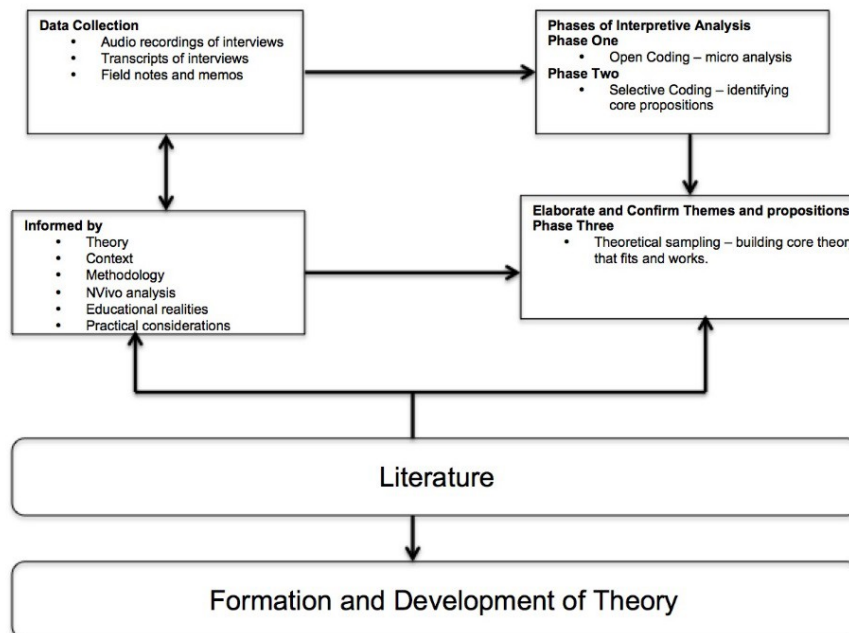 Data Collection
• Audio recordings of interviews
• Transcripts of interviews
• Field notes and memos
Phases of Interpretive Analysis
Phase One
• Open Coding – micro analysis
Phase Two
• Selective Coding – identifying
core propositions
Informed by
• Theory
• Context
• Methodology
• NVivo analysis
• Educational realities
• Practical considerations
Elaborate and Confirm Themes and propositions
Phase Three
• Theoretical sampling – building core theor
that fits and works.
Literature
Formation and Development of Theory